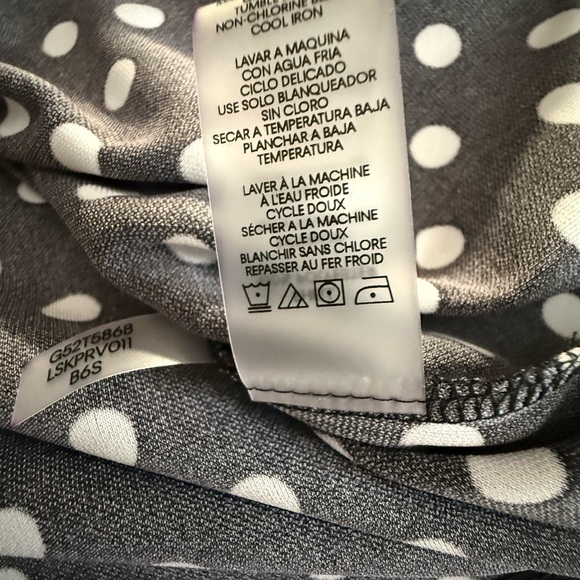 TUMBLE
NON-CHLORINE
COOL IRON
LAVAR A MAQUINA
CON AGUA FRIA
CICLO DELICADO
USE SOLO BLANQUEADOR
SIN CLORO
SECAR A TEMPERATURA BAJA
PLANCHAR A BAJA
TEMPERATURA
LAVER À LA MACHINE
À L'EAU FROIDE
CYCLE DOUX
SÉCHER A LA MACHINE
CYCLE DOUX
BLANCHIR SANS CHLORE
REPASSER AU FER FROID
G52T5868
LSKPRV011
B6S